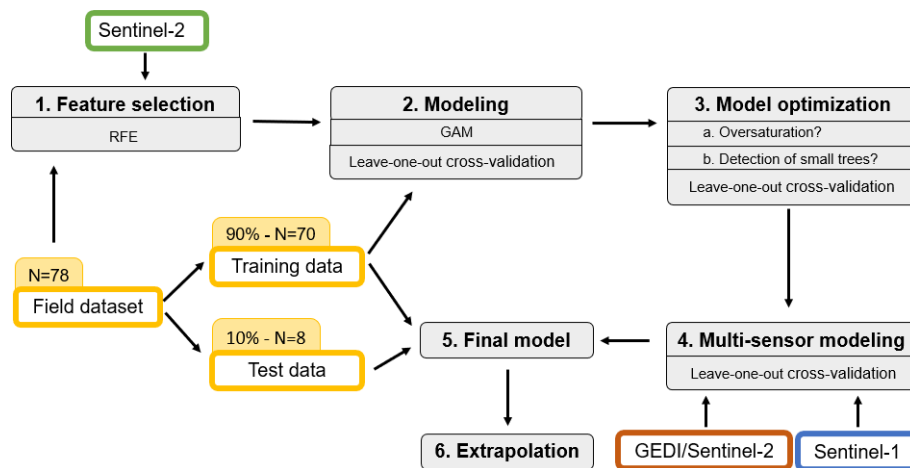 Sentinel-2
1. Feature selection
RFE
2. Modeling
GAM
Leave-one-out cross-validation
3. Model optimization
a. Oversaturation?
b. Detection of small trees?
Leave-one-out cross-validation
90% - N=70
Training data
N=78
Field dataset
10% - N=8
Test data
5. Final model
4. Multi-sensor modeling
Leave-one-out cross-validation
6. Extrapolation
GEDI/Sentinel-2
Sentinel-1